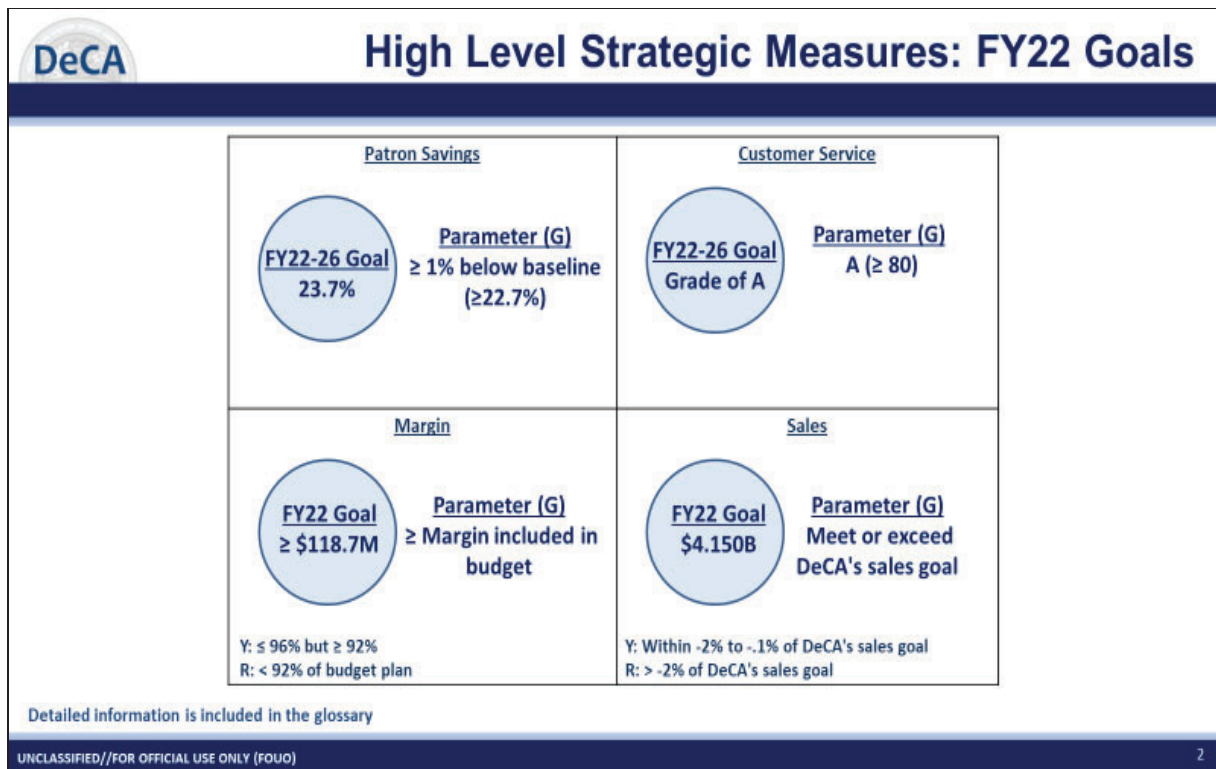 DeCA
High Level Strategic Measures: FY22 Goals
Patron Savings
FY22-26 Goal
23.7%
Parameter (G)
≥ 1% below baseline
(≥22.7%)
Customer Service
FY22-26 Goal
Grade of A
Parameter (G)
A (≥ 80)
Margin
FY22 Goal
≥ $118.7M
Parameter (G)
≥ Margin included in
budget
Y: ≤ 96% but ≥ 92%
R: < 92% of budget plan
Sales
FY22 Goal
$4.150B
Parameter (G)
Meet or exceed
DeCA's sales goal
Y: Within -2% to -.1% of DeCA's sales goal
R: > -2% of DeCA's sales goal
Detailed information is included in the glossary
UNCLASSIFIED//FOR OFFICIAL USE ONLY (FOUO)
2